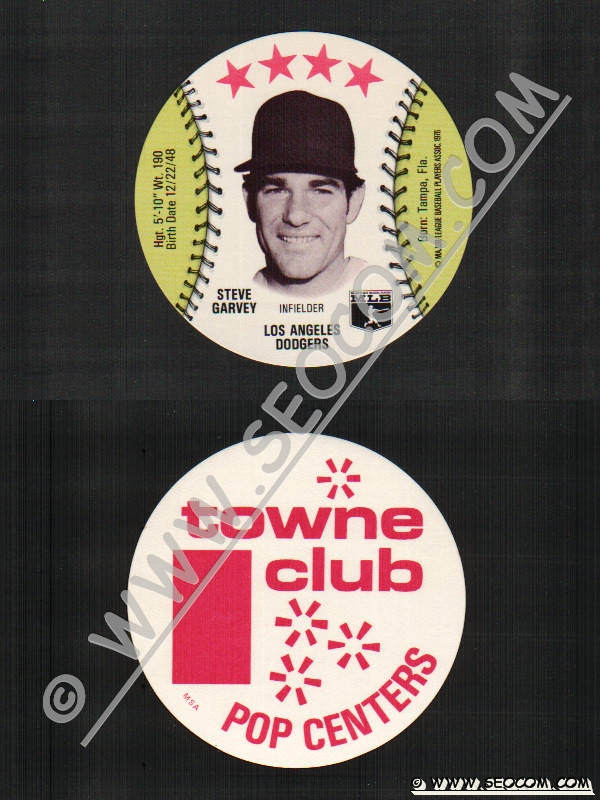 Hgt. 5'-10" Wt. 190
Birth Date 12/22/48
STEVE
GARVEY
INFIELDER
MLB
LOS ANGELES
DODGERS
Born: Tampa, Fla.
© MAJOR LEAGUE BASEBALL PLAYERS ASSOC. 1976
towne
club
POP CENTERS
MSA
© WWW.SEOCOM.COM
© WWW.SEOCOM.COM